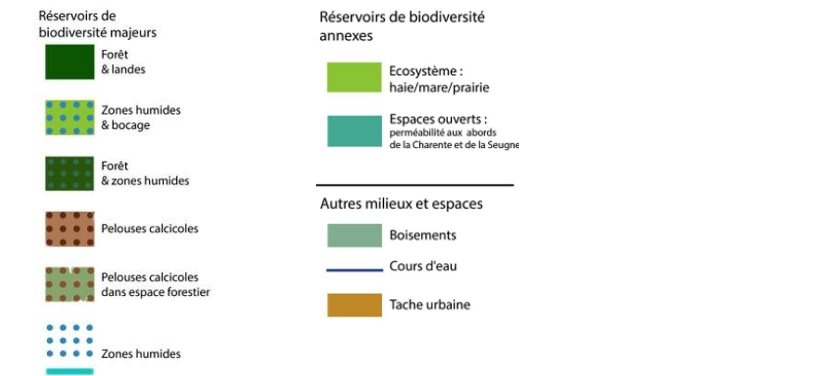 Réservoirs de
biodiversité majeurs
Forêt
& landes
Zones humides
& bocage
Forêt
& zones humides
Pelouses calcicoles
Pelouses calcicoles
dans espace forestier
Zones humides
Réservoirs de biodiversité
annexes
Ecosystème :
haie/mare/prairie
Espaces ouverts :
perméabilité aux abords
de la Charente et de la Seugne
Autres milieux et espaces
Boisements
Cours d'eau
Tache urbaine